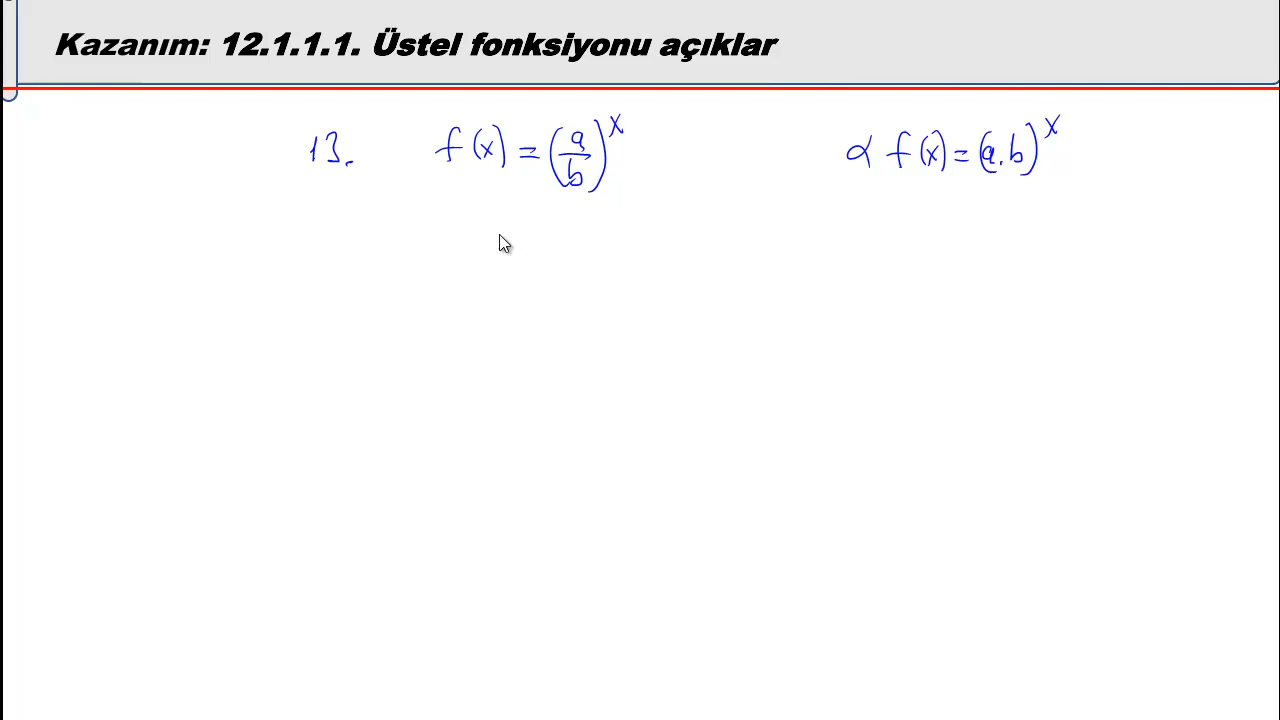 Kazanım: 12.1.1.1. Üstel fonksiyonu açıklar
13. f(x) = (a/b)^x α f(x) = (a.b)^x